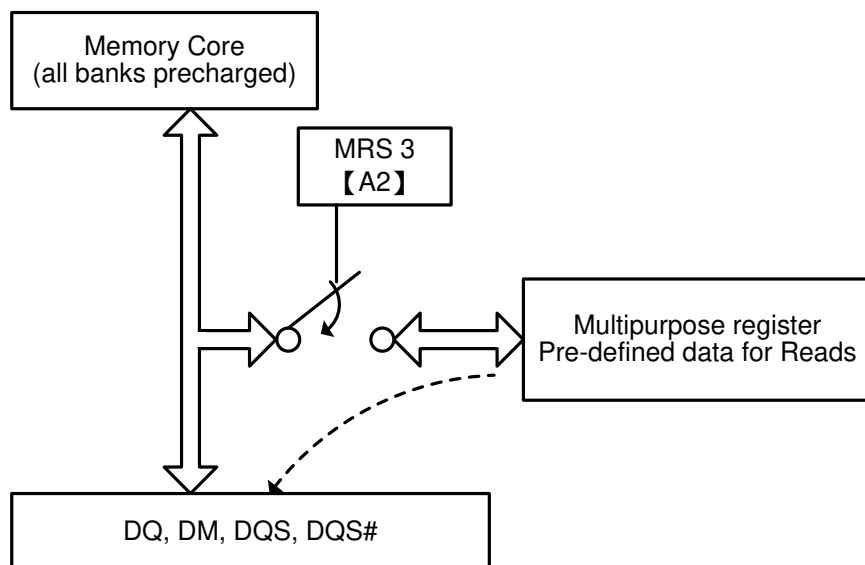 Memory Core
(all banks precharged)
MRS 3
【A2】
Multipurpose register
Pre-defined data for Reads
DQ, DM, DQS, DQS#